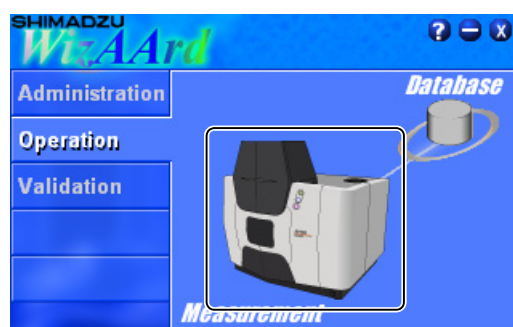 SHIMADZU
WizAArd
? X
Administration
Database
Operation
Validation
Measurement